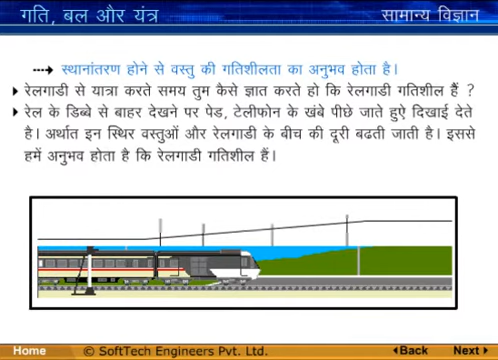 गति, बल और यंत्र
सामान्य विज्ञान
स्थानांतरण होने से वस्तु की गतिशीलता का अनुभव होता है।
रेलगाडी से यात्रा करते समय तुम कैसे ज्ञात करते हो कि रेलगाडी गतिशील हैं ?
रेल के डिब्बे से बाहर देखने पर पेड, टेलीफोन के खंबे पीछे जाते हुऐ दिखाई देते
है। अर्थात इन स्थिर वस्तुओं और रेलगाडी के बीच की दूरी बढती जाती है। इससे
हमें अनुभव होता है कि रेलगाडी गतिशील हैं।
Home © SoftTech Engineers Pvt. Ltd. Back Next